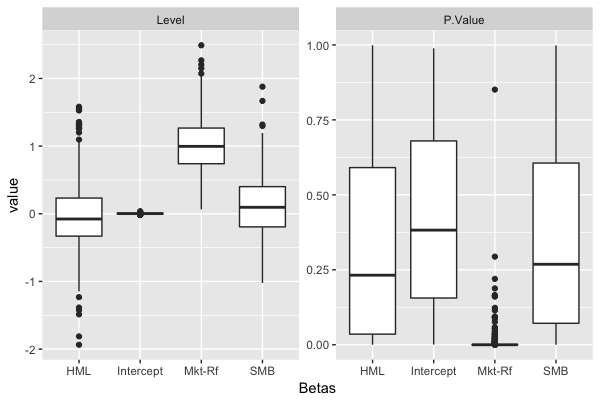 Level
P.Value
value
2
1
0
-1
-2
1.00
0.75
0.50
0.25
0.00
HML Intercept Mkt-Rf SMB
HML Intercept Mkt-Rf SMB
Betas